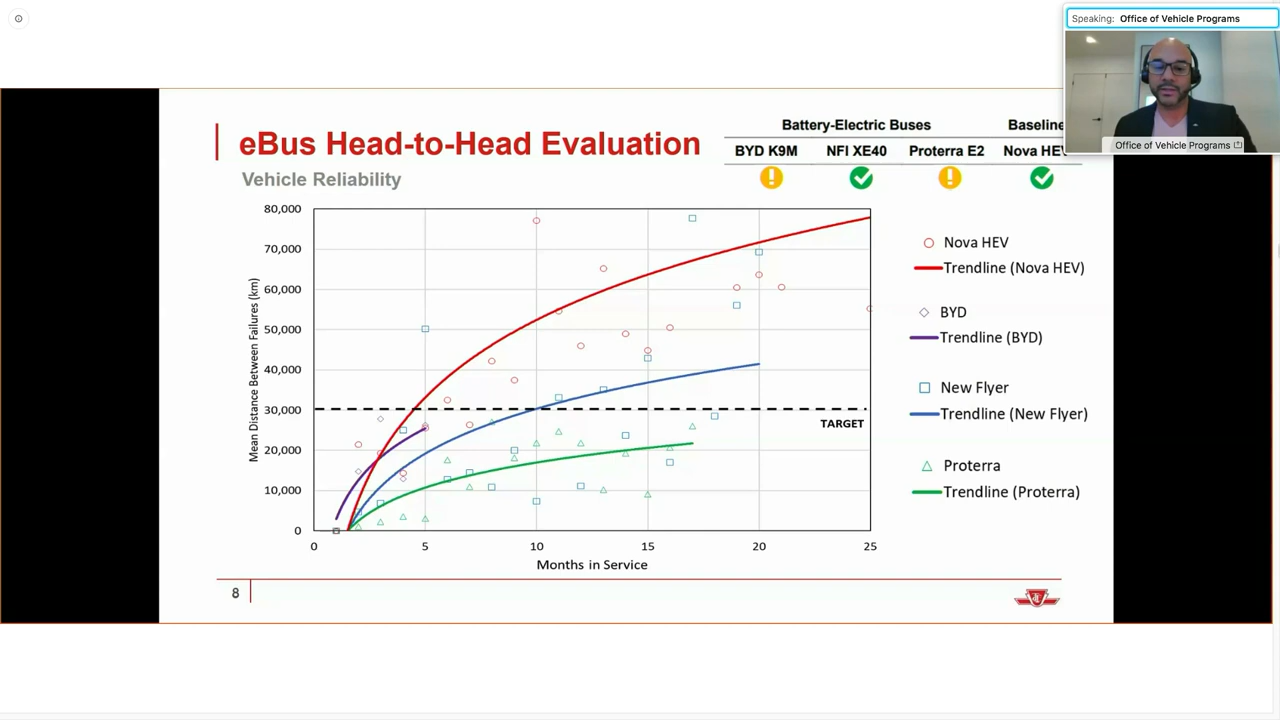 Speaking: Office of Vehicle Programs
Office of Vehicle Programs
eBus Head-to-Head Evaluation
Vehicle Reliability
Battery-Electric Buses
Baseline
BYD K9M
NFI XE40
Proterra E2
Nova HEV
80,000
70,000
60,000
50,000
40,000
30,000
20,000
10,000
0
Mean Distance Between Failures (km)
TARGET
0
5
10
15
20
25
Months in Service
Nova HEV
Trendline (Nova HEV)
BYD
Trendline (BYD)
New Flyer
Trendline (New Flyer)
Proterra
Trendline (Proterra)
8